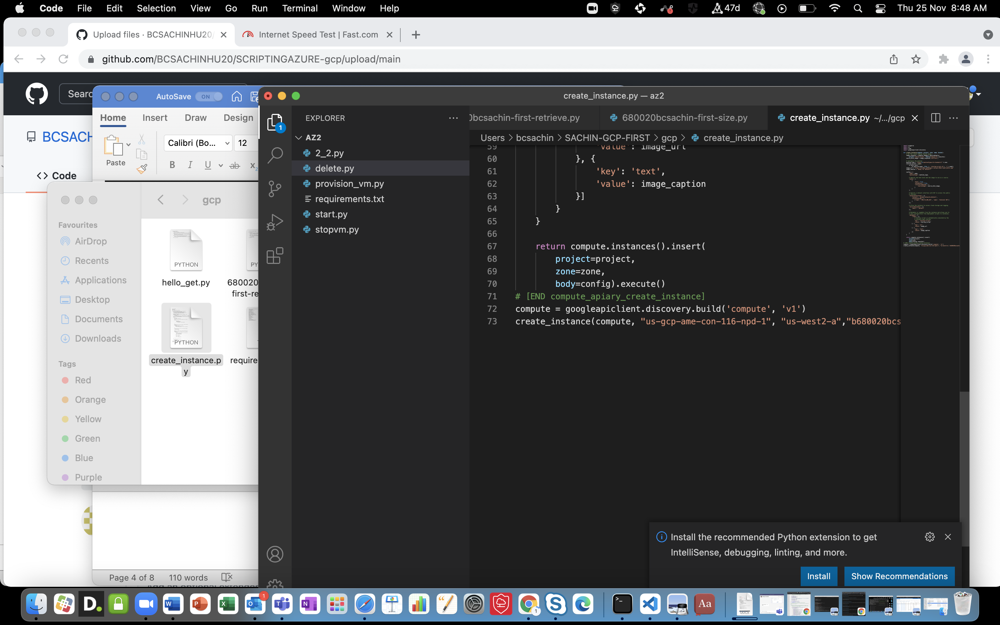 Code File Edit Selection View Go Run Terminal Window Help 47d Thu 25 Nov 8:48 AM
Upload files · BCSACHINHU20/ Internet Speed Test | Fast.com
github.com/BCSACHINHU20/SCRIPTINGAZURE-gcp/upload/main
Searc
BCSACH
Code
AutoSave ON
Home Insert Draw Design
Paste
Calibri (Bo... 12
B I U ab x2
gcp
Favourites
AirDrop
Recents
Applications
Desktop
Documents
Downloads
Tags
Red
Orange
Yellow
Green
Blue
Purple
PYTHON PY
hello_get.py 680020
first-re
PYTHON
create_instance.p require
y
Page 4 of 8 110 words
create_instance.py — az2
EXPLORER
1
AZ2
2_2.py
delete.py
provision_vm.py
requirements.txt
start.py
stopvm.py
bcsachin-first-retrieve.py 680020bcsachin-first-size.py create_instance.py ~/.../gcp
Users > bcsachin > SACHIN-GCP-FIRST > gcp > create_instance.py
59 'value': image_url
60 }, {
61 'key': 'text',
62 'value': image_caption
63 }]
64 }
65 }
66
67 return compute.instances().insert(
68 project=project,
69 zone=zone,
70 body=config).execute()
71 # [END compute_apiary_create_instance]
72 compute = googleapiclient.discovery.build('compute', 'v1')
73 create_instance(compute, "us-gcp-ame-con-116-npd-1", "us-west2-a","b680020bcs
Install the recommended Python extension to get
IntelliSense, debugging, linting, and more.
Install Show Recommendations
D. W P X O 1 T N 1 S Aa DOCX